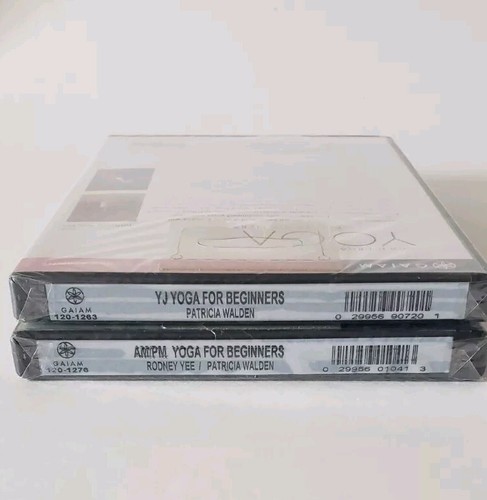 YOGA
GAIAM
YJ YOGA FOR BEGINNERS
PATRICIA WALDEN
GAIAM
120-1263
0 29956 90720 1
AM/PM YOGA FOR BEGINNERS
RODNEY YEE / PATRICIA WALDEN
GAIAM
120-1276
0 29956 01041 3